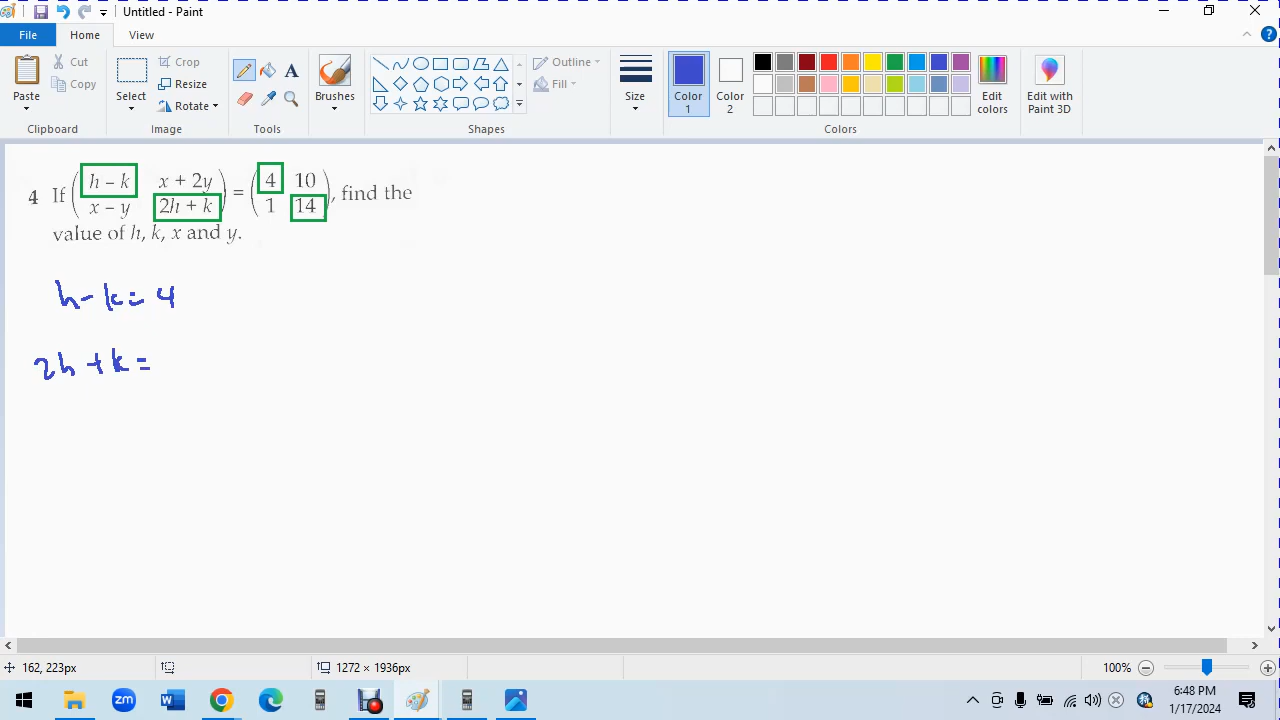 Untitled - Paint
File Home View
Paste Cut Copy Clipboard
Select Crop Resize Rotate Image
Tools A
Brushes
Outline Fill Shapes
Size
Color 1 Color 2 Edit colors Colors
Edit with Paint 3D
4 If ( h – k x + 2y ) = ( 4 10 ), find the
x – y 2h + k 1 14
value of h, k, x and y.
h - k = 4
2h + k =
162, 223px 1272 × 1936px 100%
zm W 6:48 PM
1/17/2024